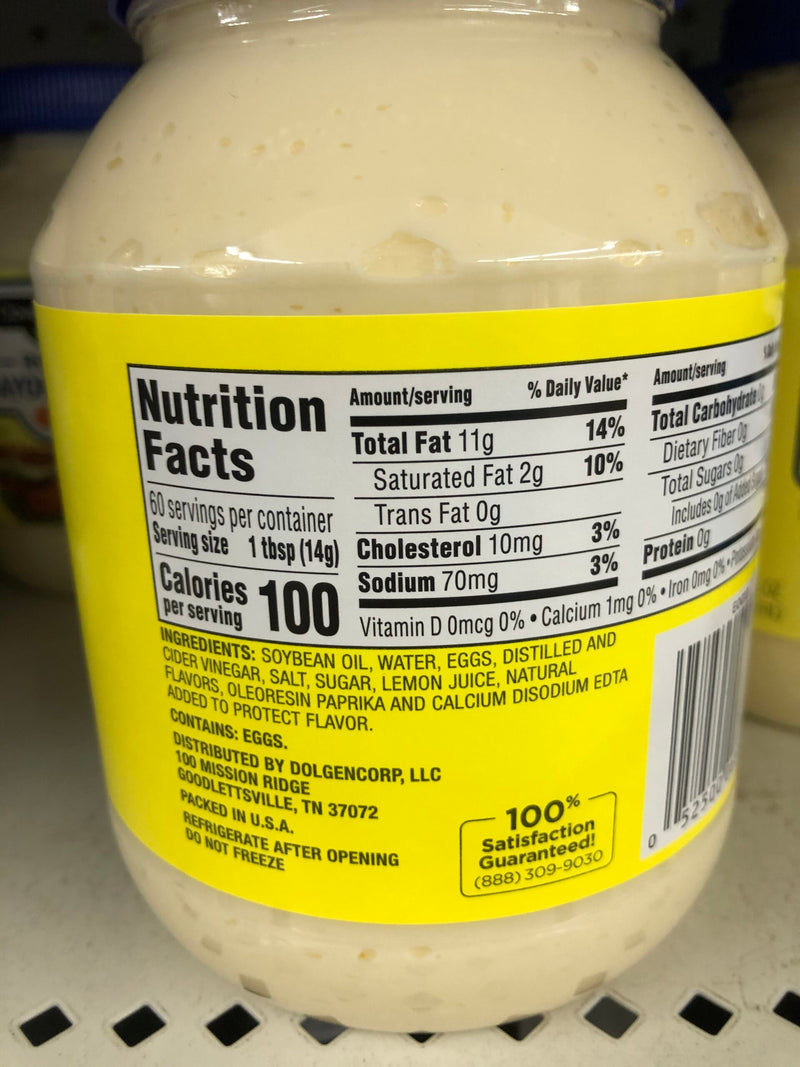 Nutrition
Facts
60 servings per container
Serving size 1 tbsp (14g)
Calories
per serving
100
Amount/serving % Daily Value*
Total Fat 11g 14%
Saturated Fat 2g 10%
Trans Fat 0g
Cholesterol 10mg 3%
Sodium 70mg 3%
Amount/serving
Total Carbohydrate 0g
Dietary Fiber 0g
Total Sugars 0g
Includes 0g of Added
Protein 0g
Vitamin D 0mcg 0% • Calcium 1mg 0% • Iron 0mg 0% •
INGREDIENTS: SOYBEAN OIL, WATER, EGGS, DISTILLED AND
CIDER VINEGAR, SALT, SUGAR, LEMON JUICE, NATURAL
FLAVORS, OLEORESIN PAPRIKA AND CALCIUM DISODIUM EDTA
ADDED TO PROTECT FLAVOR.
CONTAINS: EGGS.
DISTRIBUTED BY DOLGENCORP, LLC
100 MISSION RIDGE
GOODLETTSVILLE, TN 37072
PACKED IN U.S.A.
REFRIGERATE AFTER OPENING
DO NOT FREEZE
100%
Satisfaction
Guaranteed!
(888) 309-9030
0